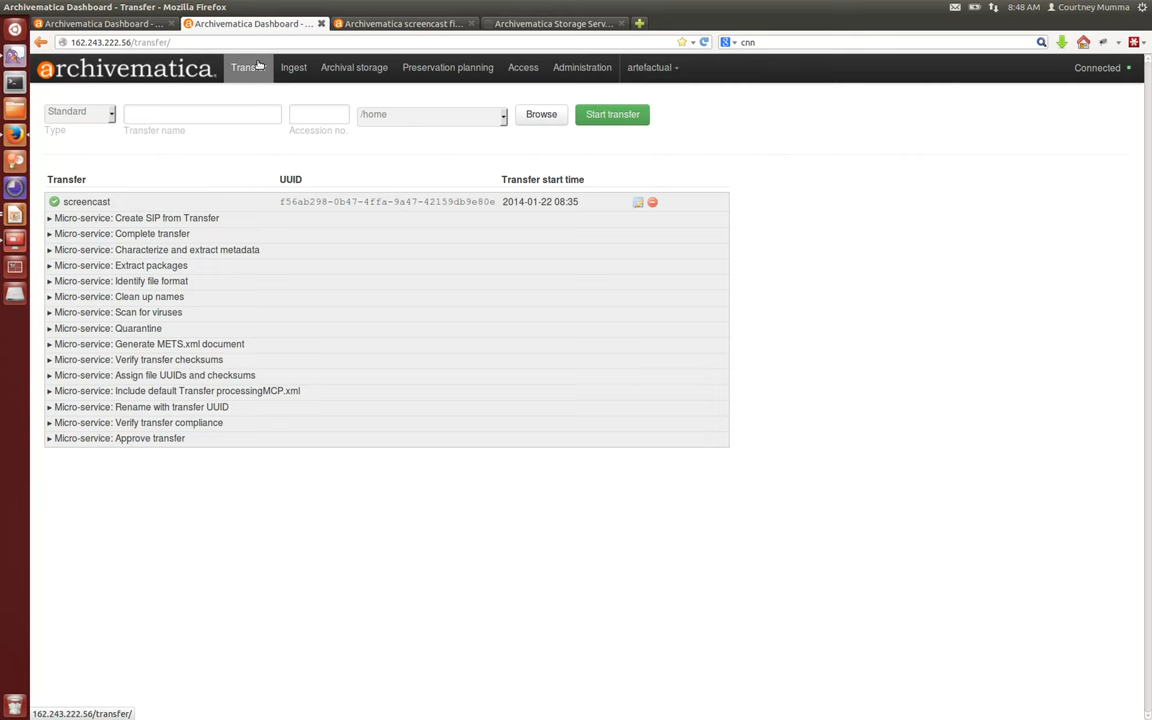 Archivematica Dashboard - Transfer - Mozilla Firefox
8:48 AM
Courtney Mumma
Archivematica Dashboard - ...
Archivematica Dashboard - ...
Archivematica screencast fi...
Archivematica Storage Serv...
162.243.222.56/transfer/
cnn
archivematica
Transfer
Ingest
Archival storage
Preservation planning
Access
Administration
artefactual
Connected
Standard
/home
Browse
Start transfer
Type
Transfer name
Accession no.
Transfer
UUID
Transfer start time
screencast
f56ab298-0b47-4ffa-9a47-42159db9e80e
2014-01-22 08:35
Micro-service: Create SIP from Transfer
Micro-service: Complete transfer
Micro-service: Characterize and extract metadata
Micro-service: Extract packages
Micro-service: Identify file format
Micro-service: Clean up names
Micro-service: Scan for viruses
Micro-service: Quarantine
Micro-service: Generate METS.xml document
Micro-service: Verify transfer checksums
Micro-service: Assign file UUIDs and checksums
Micro-service: Include default Transfer processingMCP.xml
Micro-service: Rename with transfer UUID
Micro-service: Verify transfer compliance
Micro-service: Approve transfer
162.243.222.56/transfer/